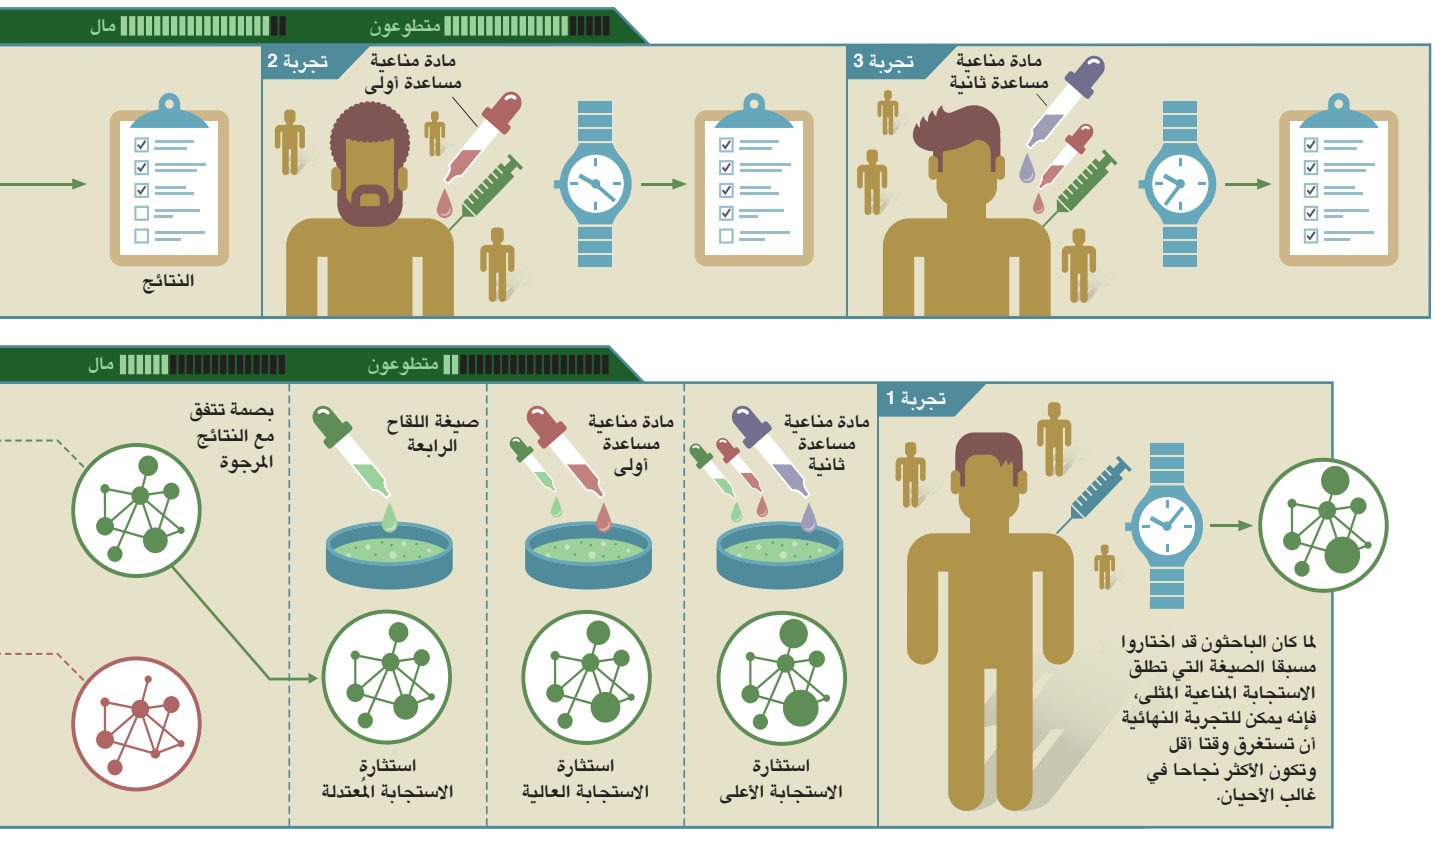 مال
متطوعون
تجربة 2
مادة مناعية
مساعدة أولى
تجربة 3
مادة مناعية
مساعدة ثانية
النتائج
مال
متطوعون
بصمة تتفق
مع النتائج
المرجوة
صيغة اللقاح
الرابعة
مادة مناعية
مساعدة
أولى
مادة مناعية
مساعدة
ثانية
تجربة 1
استثارة
الاستجابة المُعتدلة
استثارة
الاستجابة العالية
استثارة
الاستجابة الأعلى
لما كان الباحثون قد اختاروا
مسبقا الصيغة التي تطلق
الاستجابة المناعية المثلى،
فإنه يمكن للتجربة النهائية
أن تستغرق وقتا أقل
وتكون الأكثر نجاحا في
غالب الأحيان.